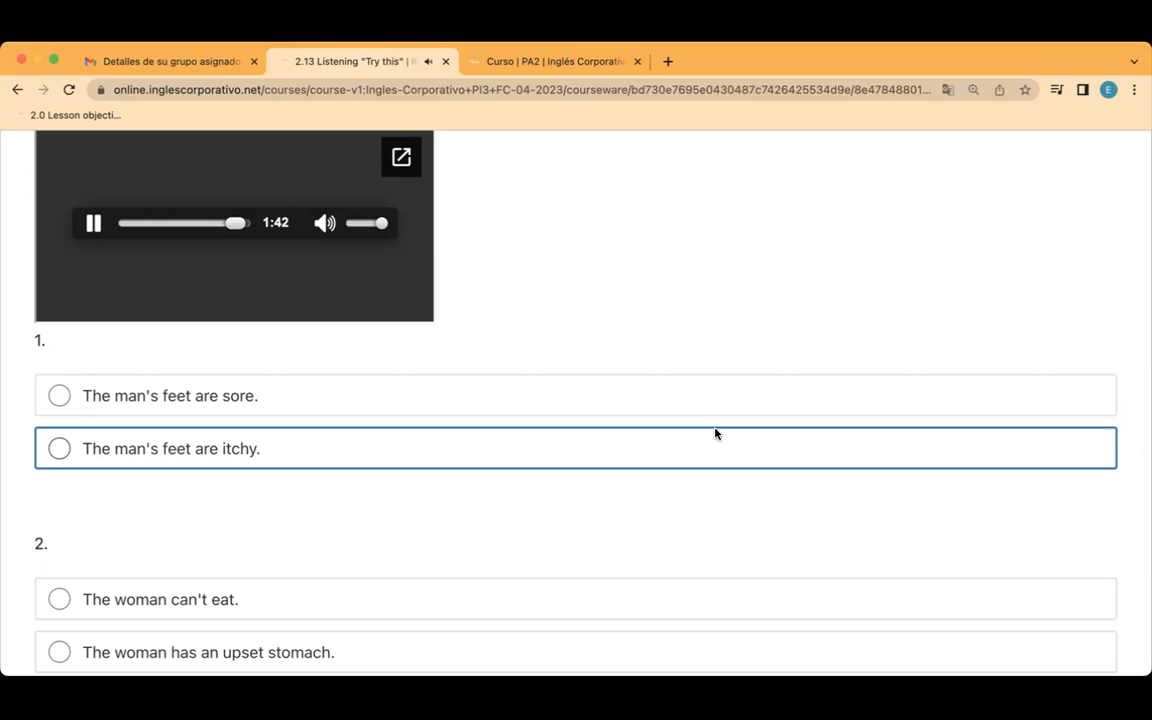 Detalles de su grupo asignado
2.13 Listening "Try this" |
Curso | PA2 | Inglés Corporati
online.inglescorporativo.net/courses/course-v1:Ingles-Corporativo+PI3+FC-04-2023/courseware/bd730e7695e0430487c7426425534d9e/8e47848801...
E
2.0 Lesson objecti...
1:42
1.
The man's feet are sore.
The man's feet are itchy.
2.
The woman can't eat.
The woman has an upset stomach.